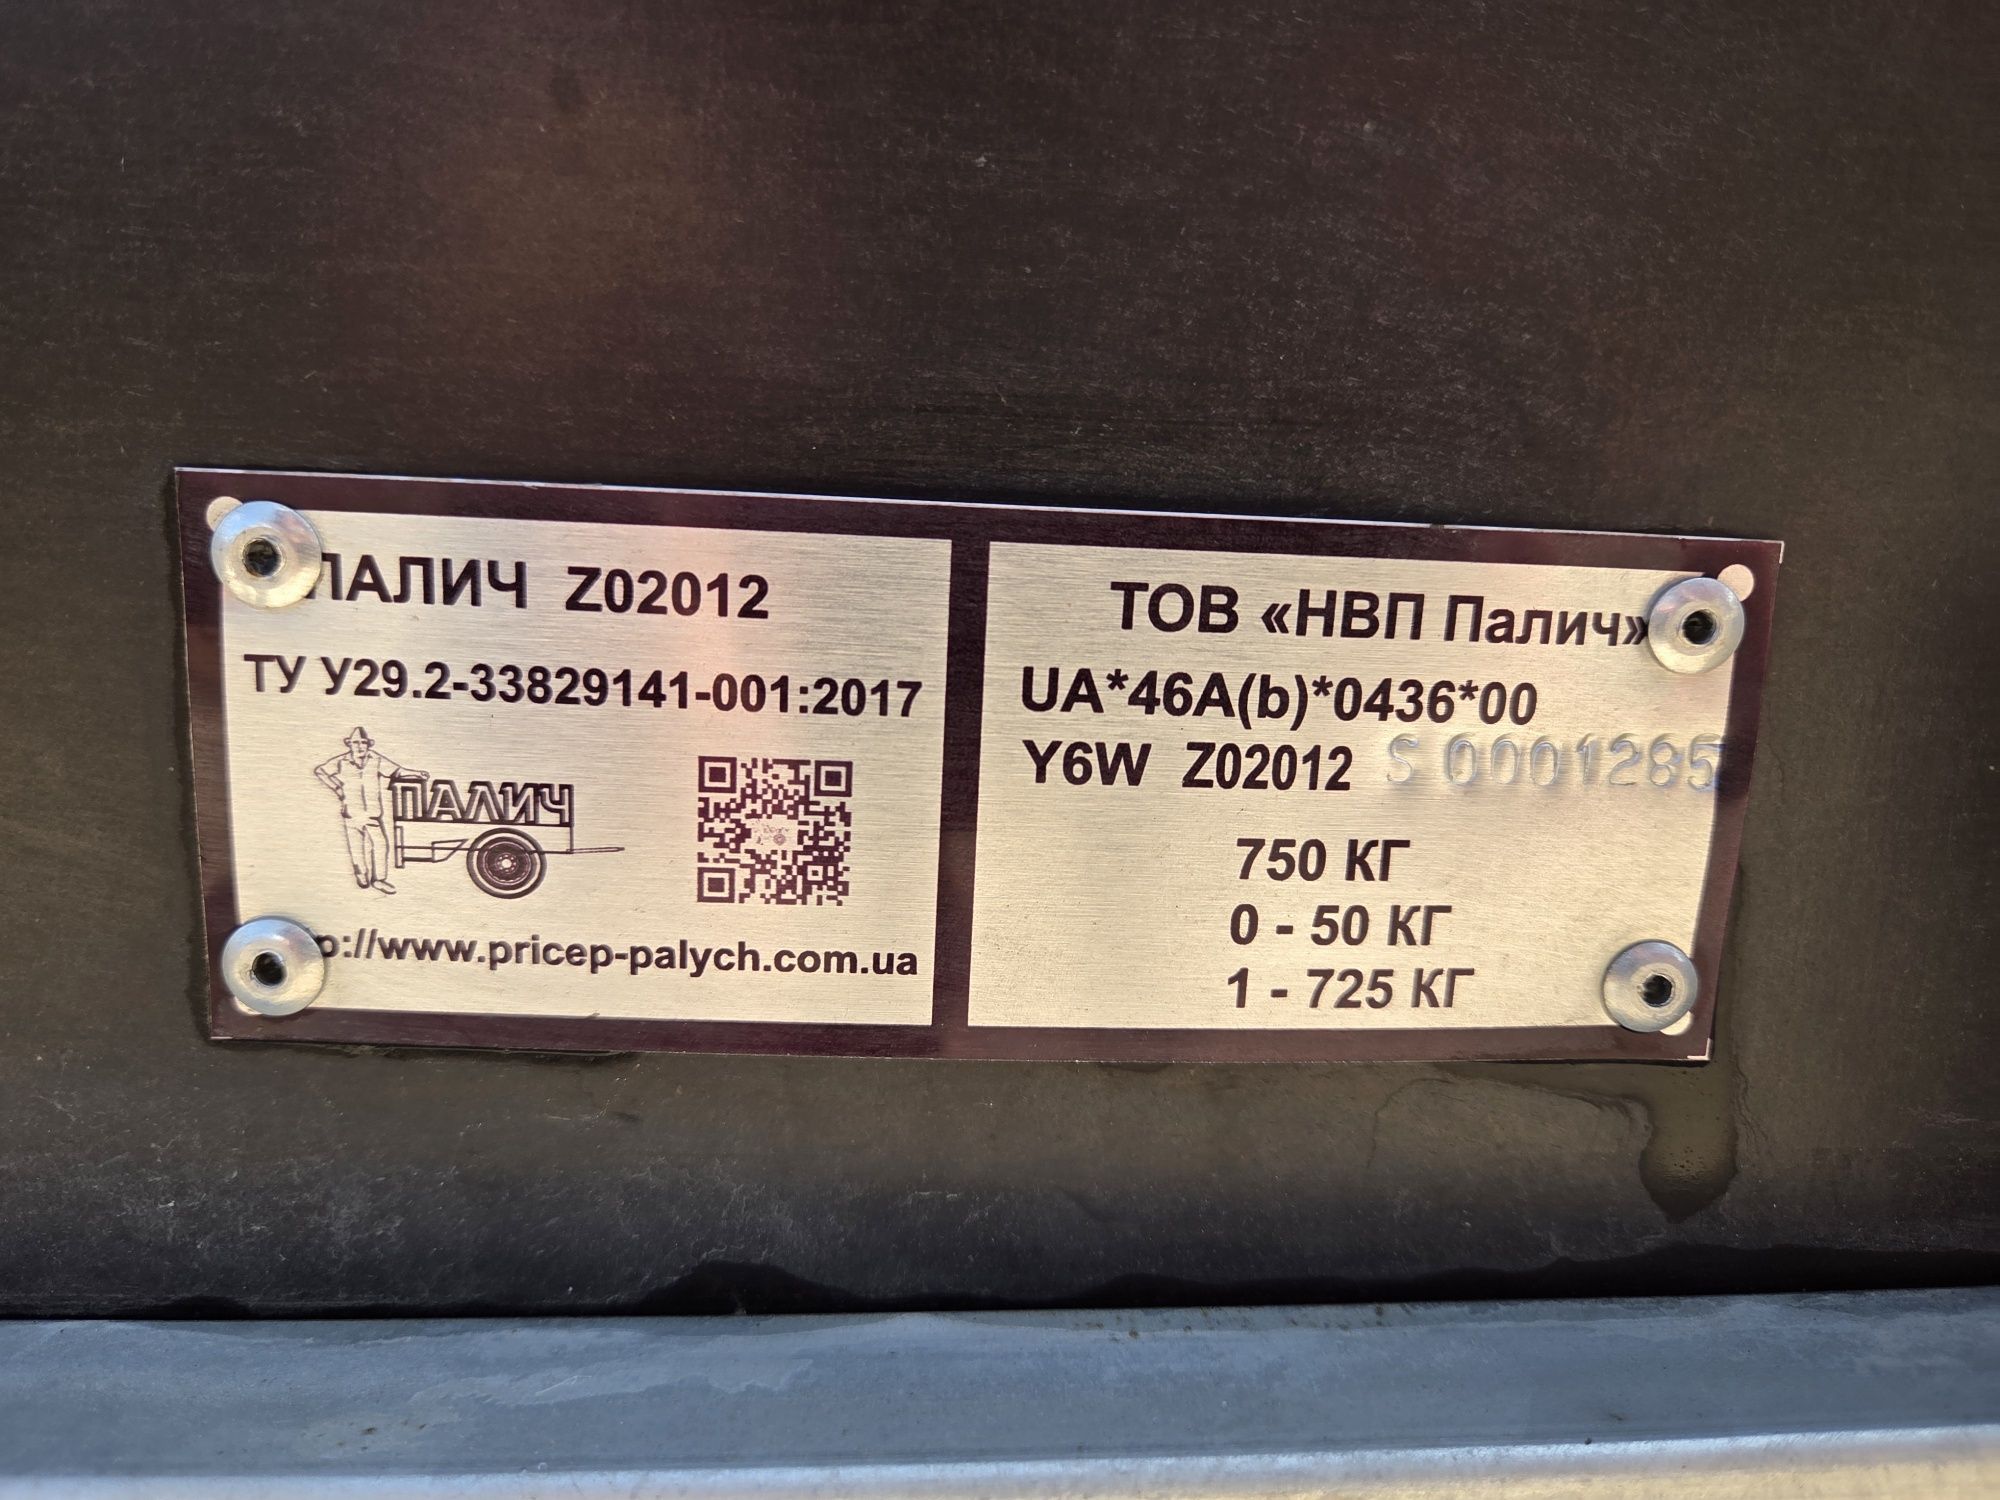 ПАЛИЧ Z02012
ТУ У29.2-33829141-001:2017
ПАЛИЧ
p://www.pricep-palych.com.ua
ТОВ «НВП Палич»
UA*46A(b)*0436*00
Y6W Z02012 S0001285
750 КГ
0 - 50 КГ
1 - 725 КГ